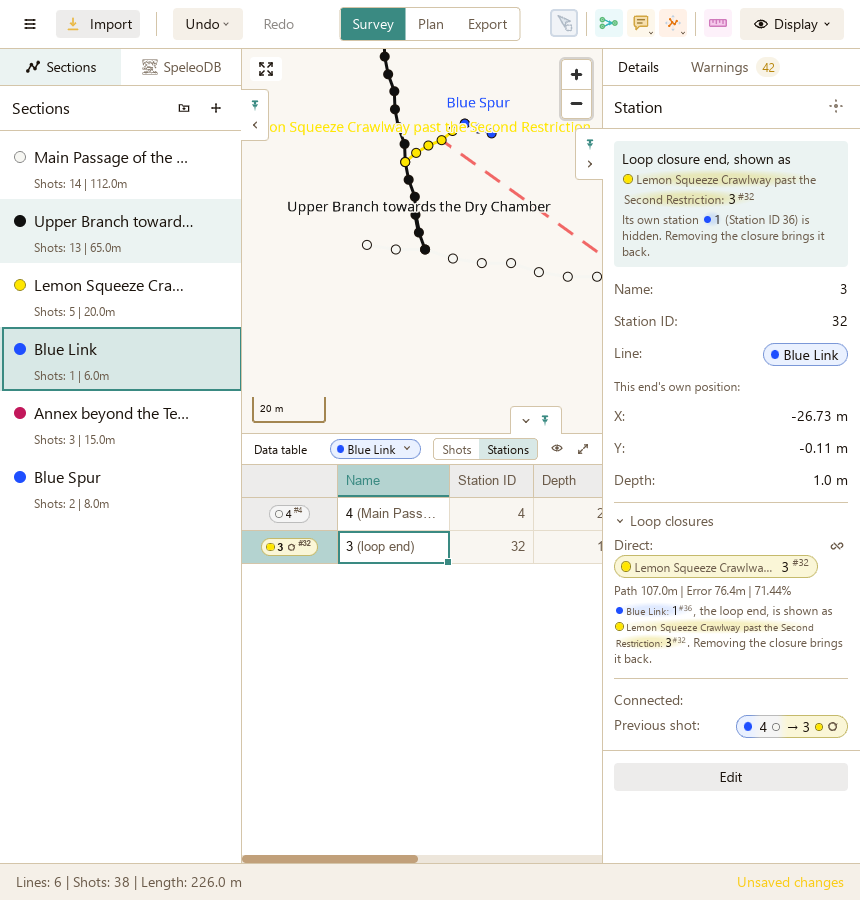 Import
Undo
Redo
Survey
Plan
Export
Display
Sections
SpeleoDB
Sections
Main Passage of the ...
Shots: 14 | 112.0m
Upper Branch toward...
Shots: 13 | 65.0m
Lemon Squeeze Cra...
Shots: 5 | 20.0m
Blue Link
Shots: 1 | 6.0m
Annex beyond the Te...
Shots: 3 | 15.0m
Blue Spur
Shots: 2 | 8.0m
Blue Spur
on Squeeze Crawlway past the Second Restriction
Upper Branch towards the Dry Chamber
20 m
Data table
Blue Link
Shots
Stations
Name
Station ID
Depth
4 #4
4 (Main Pass...
4
2
3 #32
3 (loop end)
32
1
Details
Warnings
42
Station
Loop closure end, shown as
Lemon Squeeze Crawlway past the
Second Restriction: 3 #32
Its own station 1 (Station ID 36) is
hidden. Removing the closure brings it
back.
Name:
3
Station ID:
32
Line:
Blue Link
This end's own position:
X:
-26.73 m
Y:
-0.11 m
Depth:
1.0 m
Loop closures
Direct:
Lemon Squeeze Crawlwa... 3 #32
Path 107.0m | Error 76.4m | 71.44%
Blue Link: 1 #36, the loop end, is shown as
Lemon Squeeze Crawlway past the Second
Restriction: 3 #32. Removing the closure brings
it back.
Connected:
Previous shot:
4 → 3
Edit
Lines: 6 | Shots: 38 | Length: 226.0 m
Unsaved changes